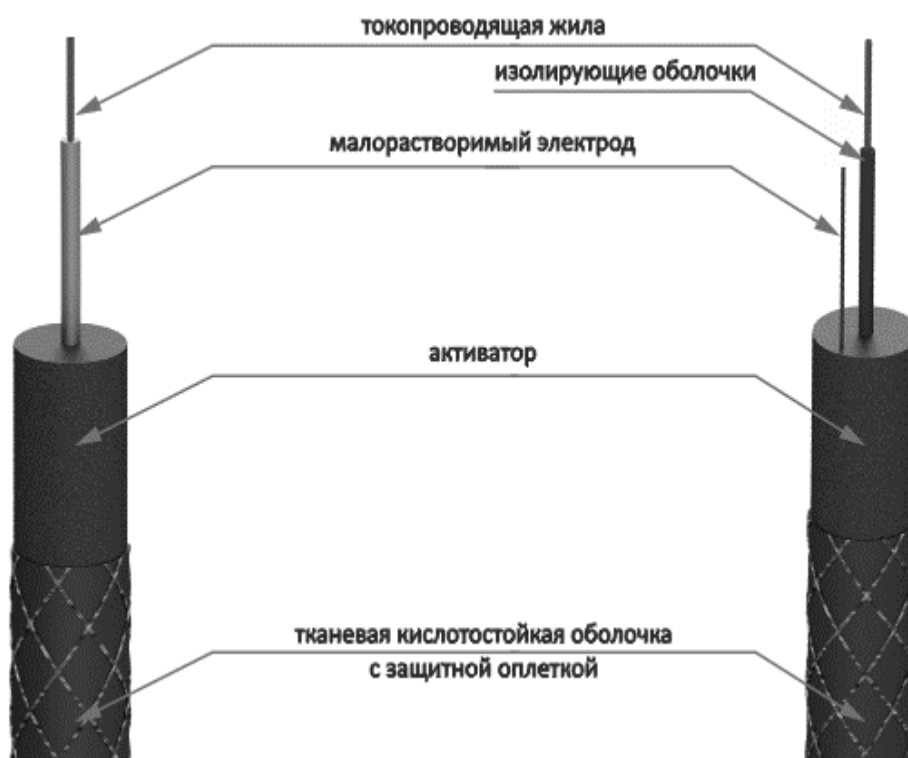 токопроводящая жила
изолирующие оболочки
малорастворимый электрод
активатор
тканевая кислотостойкая оболочка
с защитной оплеткой